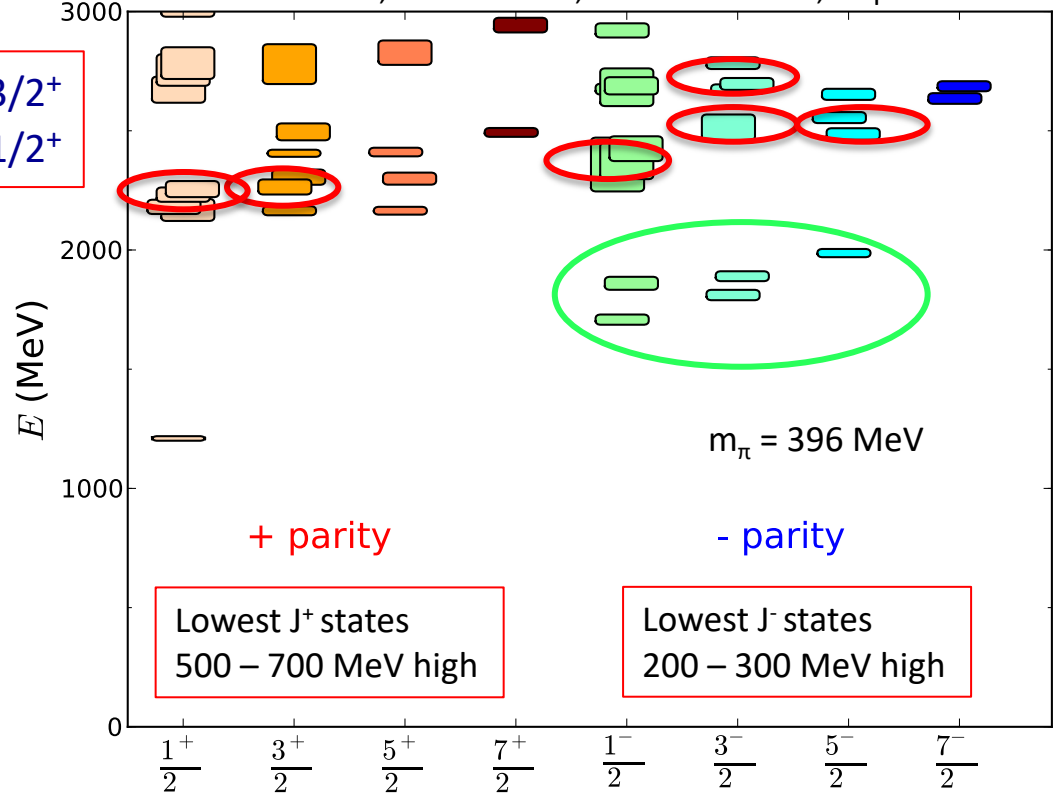 3000
3/2⁺
1/2⁺
2000
E (MeV)
m_π = 396 MeV
1000
+ parity
- parity
Lowest J⁺ states
500 – 700 MeV high
Lowest J⁻ states
200 – 300 MeV high
0
1⁺/2 3⁺/2 5⁺/2 7⁺/2 1⁻/2 3⁻/2 5⁻/2 7⁻/2